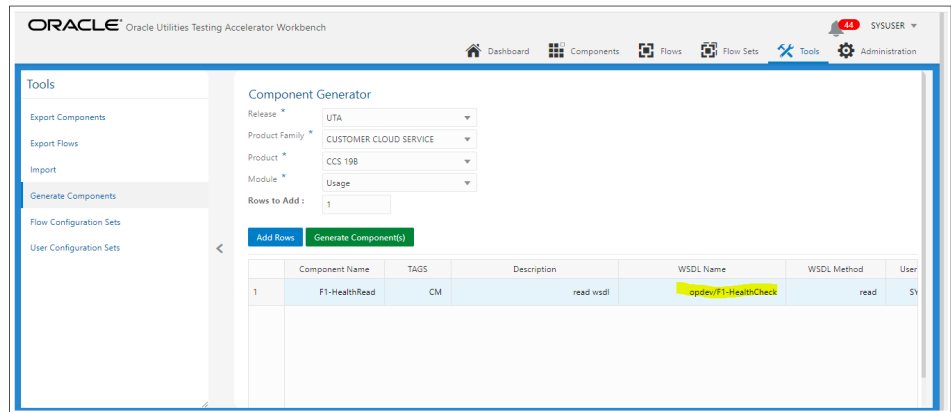 ORACLE Oracle Utilities Testing Accelerator Workbench
44 SYSUSER
Dashboard Components Flows Flow Sets Tools Administration
Tools
Export Components
Export Flows
Import
Generate Components
Flow Configuration Sets
User Configuration Sets
Component Generator
Release * UTA
Product Family * CUSTOMER CLOUD SERVICE
Product * CCS 19B
Module * Usage
Rows to Add : 1
Add Rows Generate Component(s)
Component Name TAGS Description WSDL Name WSDL Method User
1 F1-HealthRead CM read wsdl opdev/F1-HealthCheck read SY